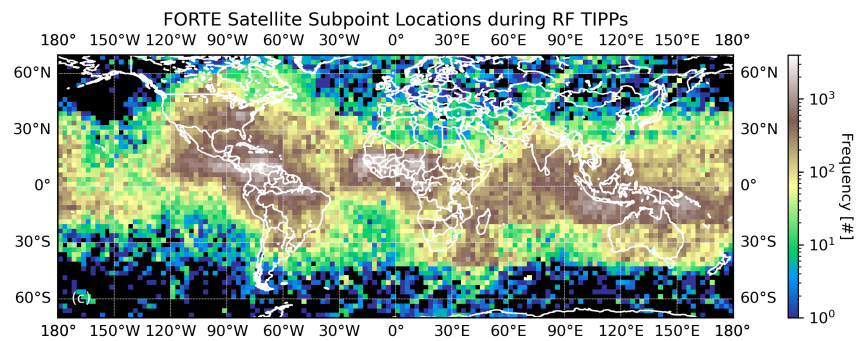 FORTE Satellite Subpoint Locations during RF TIPPs
180° 150°W 120°W 90°W 60°W 30°W 0° 30°E 60°E 90°E 120°E 150°E 180°
60°N 60°N
30°N 30°N
0° 0°
30°S 30°S
60°S 60°S
(c)
180° 150°W 120°W 90°W 60°W 30°W 0° 30°E 60°E 90°E 120°E 150°E 180°
10³
10²
10¹
10⁰
Frequency [#]